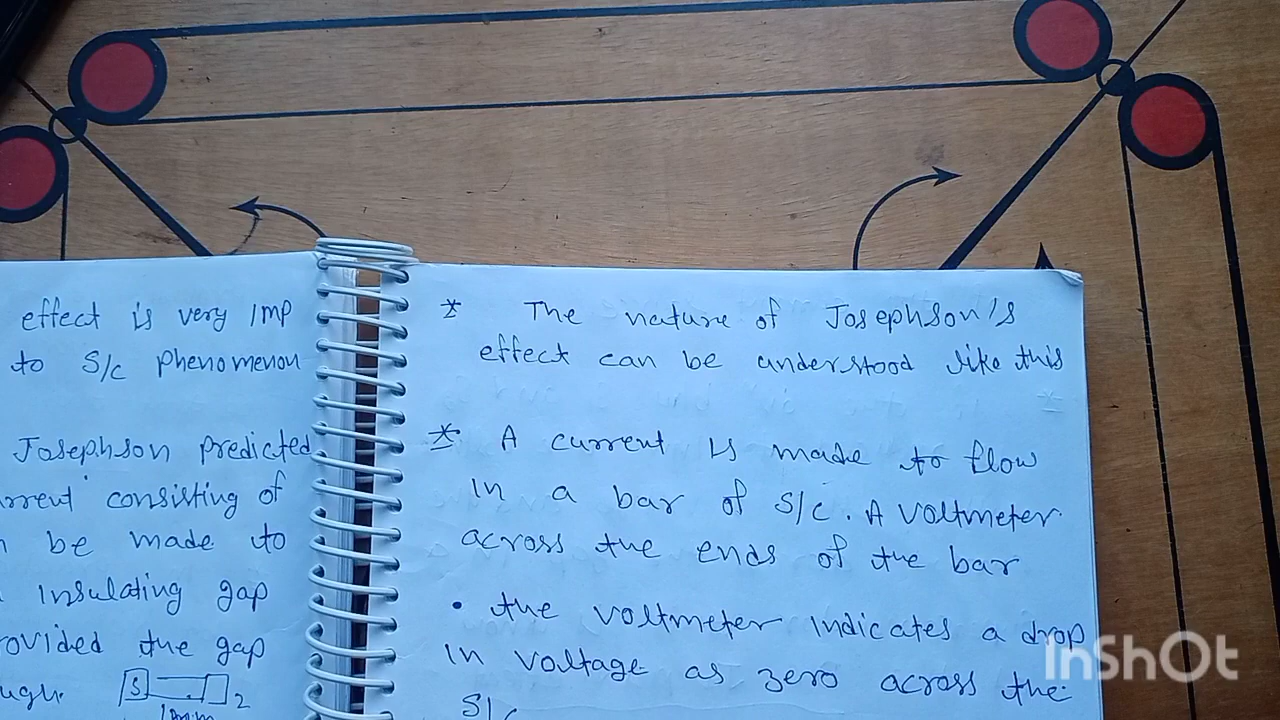 effect is very Imp
to S/c phenomenon
Josephson predicted
consisting of
be made to
insulating gap
the gap
S 2
* The nature of Josephson's
effect can be understood like this
* A current is made to flow
in a bar of S/c. A voltmeter
across the ends of the bar
• the voltmeter indicates a drop
in voltage as zero across the
S/c
InShOt